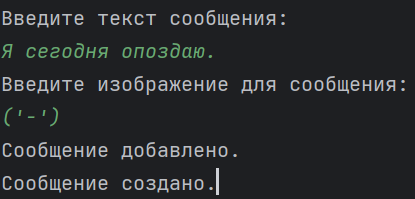 Введите текст сообщения:
Я сегодня опоздаю.
Введите изображение для сообщения:
('-')
Сообщение добавлено.
Сообщение создано.